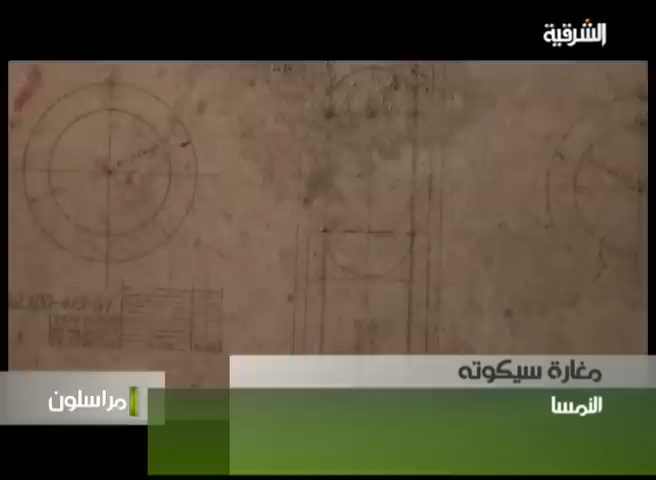 الشرقية
مغارة سيكوته
النمسا
مراسلون